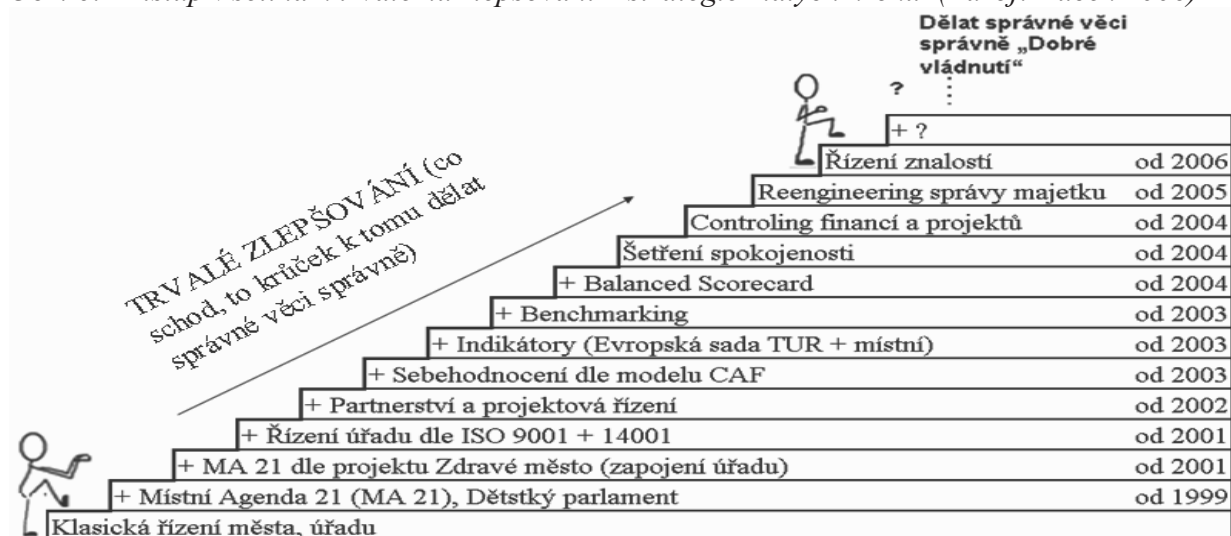 Dělat správné věci
správně „Dobré
vládnutí“
?
+ ?
Řízení znalostí od 2006
Reengineering správy majetku od 2005
Controling financí a projektů od 2004
Šetření spokojenosti od 2004
+ Balanced Scorecard od 2004
+ Benchmarking od 2003
+ Indikátory (Evropská sada TUR + místní) od 2003
+ Sebehodnocení dle modelu CAF od 2003
+ Partnerství a projektová řízení od 2002
+ Řízení úřadu dle ISO 9001 + 14001 od 2001
+ MA 21 dle projektu Zdravé město (zapojení úřadu) od 2001
+ Místní Agenda 21 (MA 21), Dětstký parlament od 1999
Klasická řízení města, úřadu
TRVALÉ ZLEPŠOVÁNÍ (co
schod, to krůček k tomu dělat
správné věci správně)